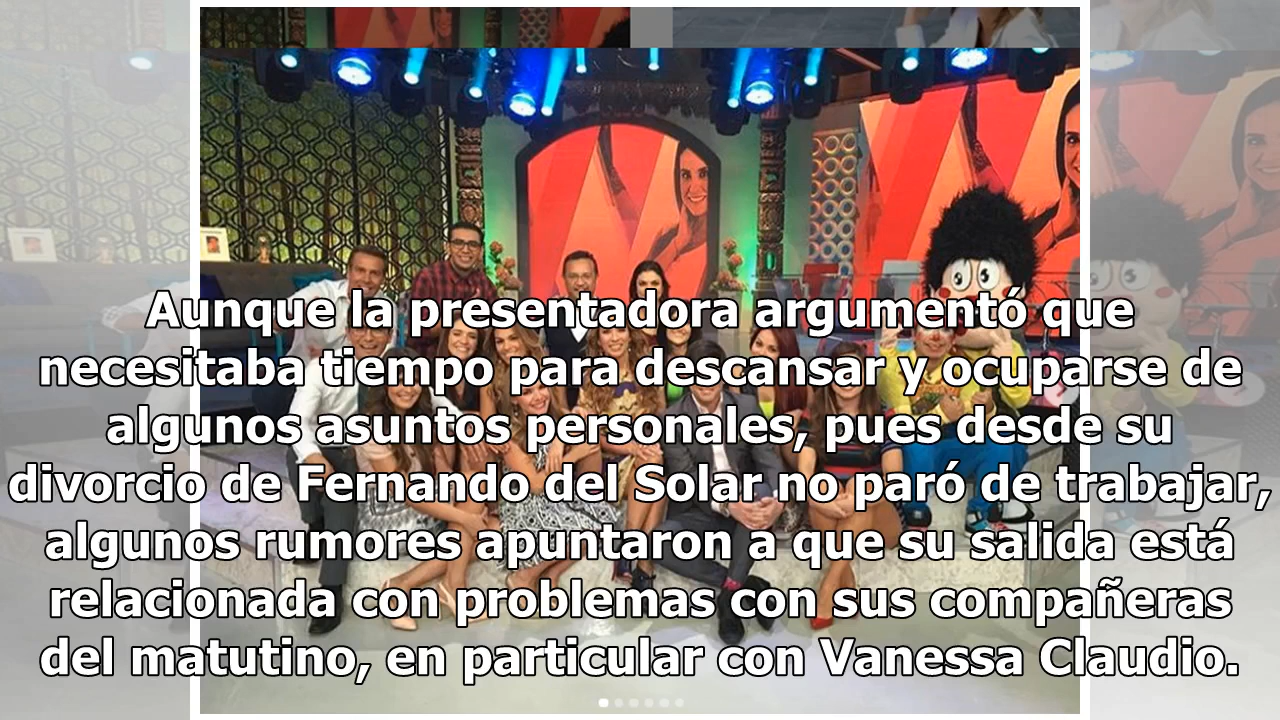 Aunque la presentadora argumentó que
necesitaba tiempo para descansar y ocuparse de
algunos asuntos personales, pues desde su
divorcio de Fernando del Solar no paró de trabajar,
algunos rumores apuntaron a que su salida está
relacionada con problemas con sus compañeras
del matutino, en particular con Vanessa Claudio.